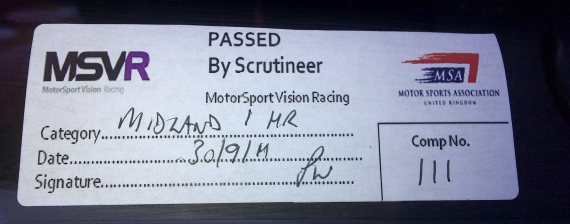 MSVR
MotorSport Vision Racing
PASSED
By Scrutineer
MotorSport Vision Racing
MSA
MOTOR SPORTS ASSOCIATION
UNITED KINGDOM
Category....MIDLAND 1 HR
Date....30/9/11
Signature....
Comp No.
111